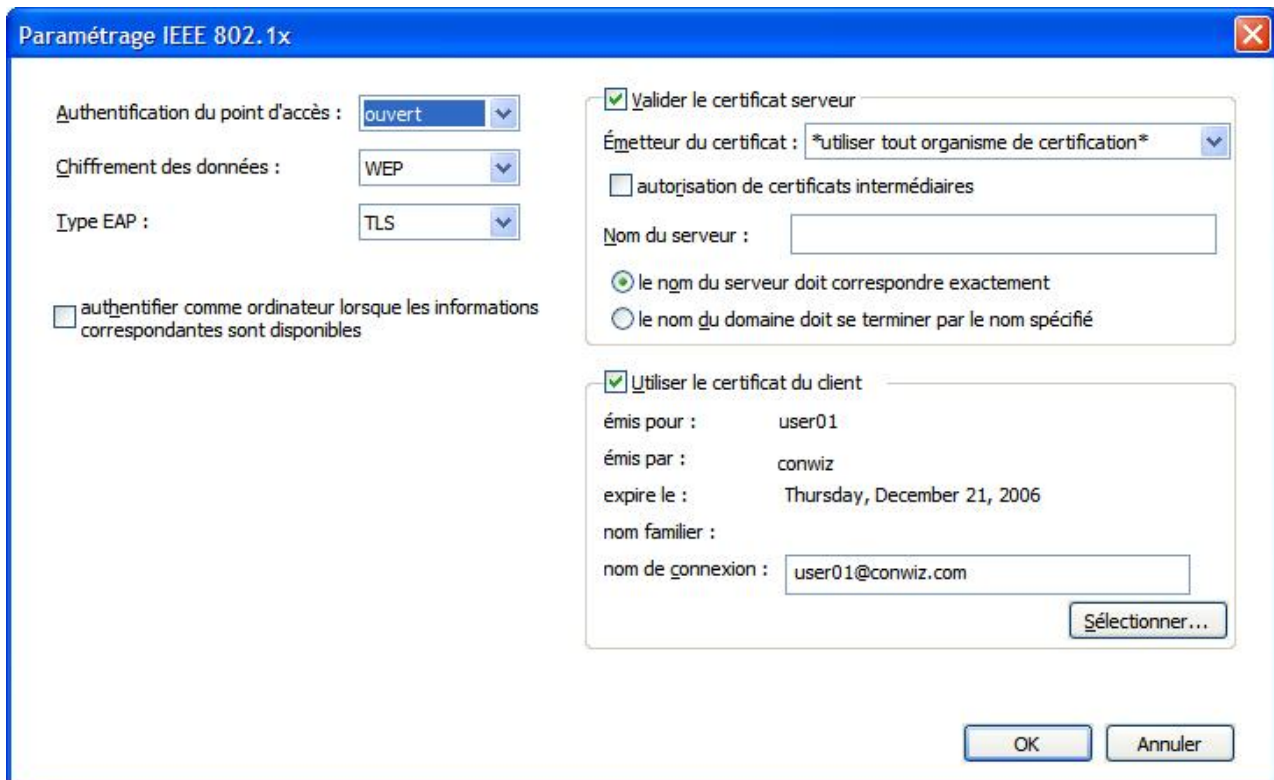 Paramétrage IEEE 802.1x
Authentification du point d'accès : ouvert
Chiffrement des données : WEP
Type EAP : TLS
authentifier comme ordinateur lorsque les informations
correspondantes sont disponibles
Valider le certificat serveur
Émetteur du certificat : *utiliser tout organisme de certification*
autorisation de certificats intermédiaires
Nom du serveur :
le nom du serveur doit correspondre exactement
le nom du domaine doit se terminer par le nom spécifié
Utiliser le certificat du client
émis pour : user01
émis par : conwiz
expire le : Thursday, December 21, 2006
nom familier :
nom de connexion : user01@conwiz.com
Sélectionner...
OK Annuler